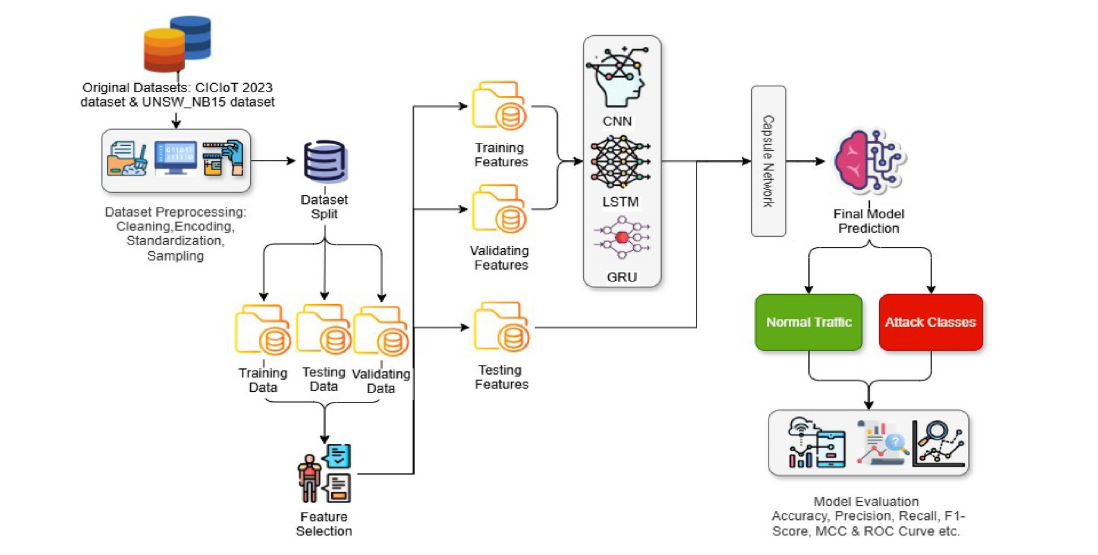 Original Datasets: CICIoT 2023
dataset & UNSW_NB15 dataset
Dataset Preprocessing:
Cleaning,Encoding,
Standardization,
Sampling
Dataset
Split
Training
Data
Testing
Data
Validating
Data
Feature
Selection
Training
Features
Validating
Features
Testing
Features
CNN
LSTM
GRU
Capsule Network
Final Model
Prediction
Normal Traffic
Attack Classes
Model Evaluation
Accuracy, Precision, Recall, F1-
Score, MCC & ROC Curve etc.